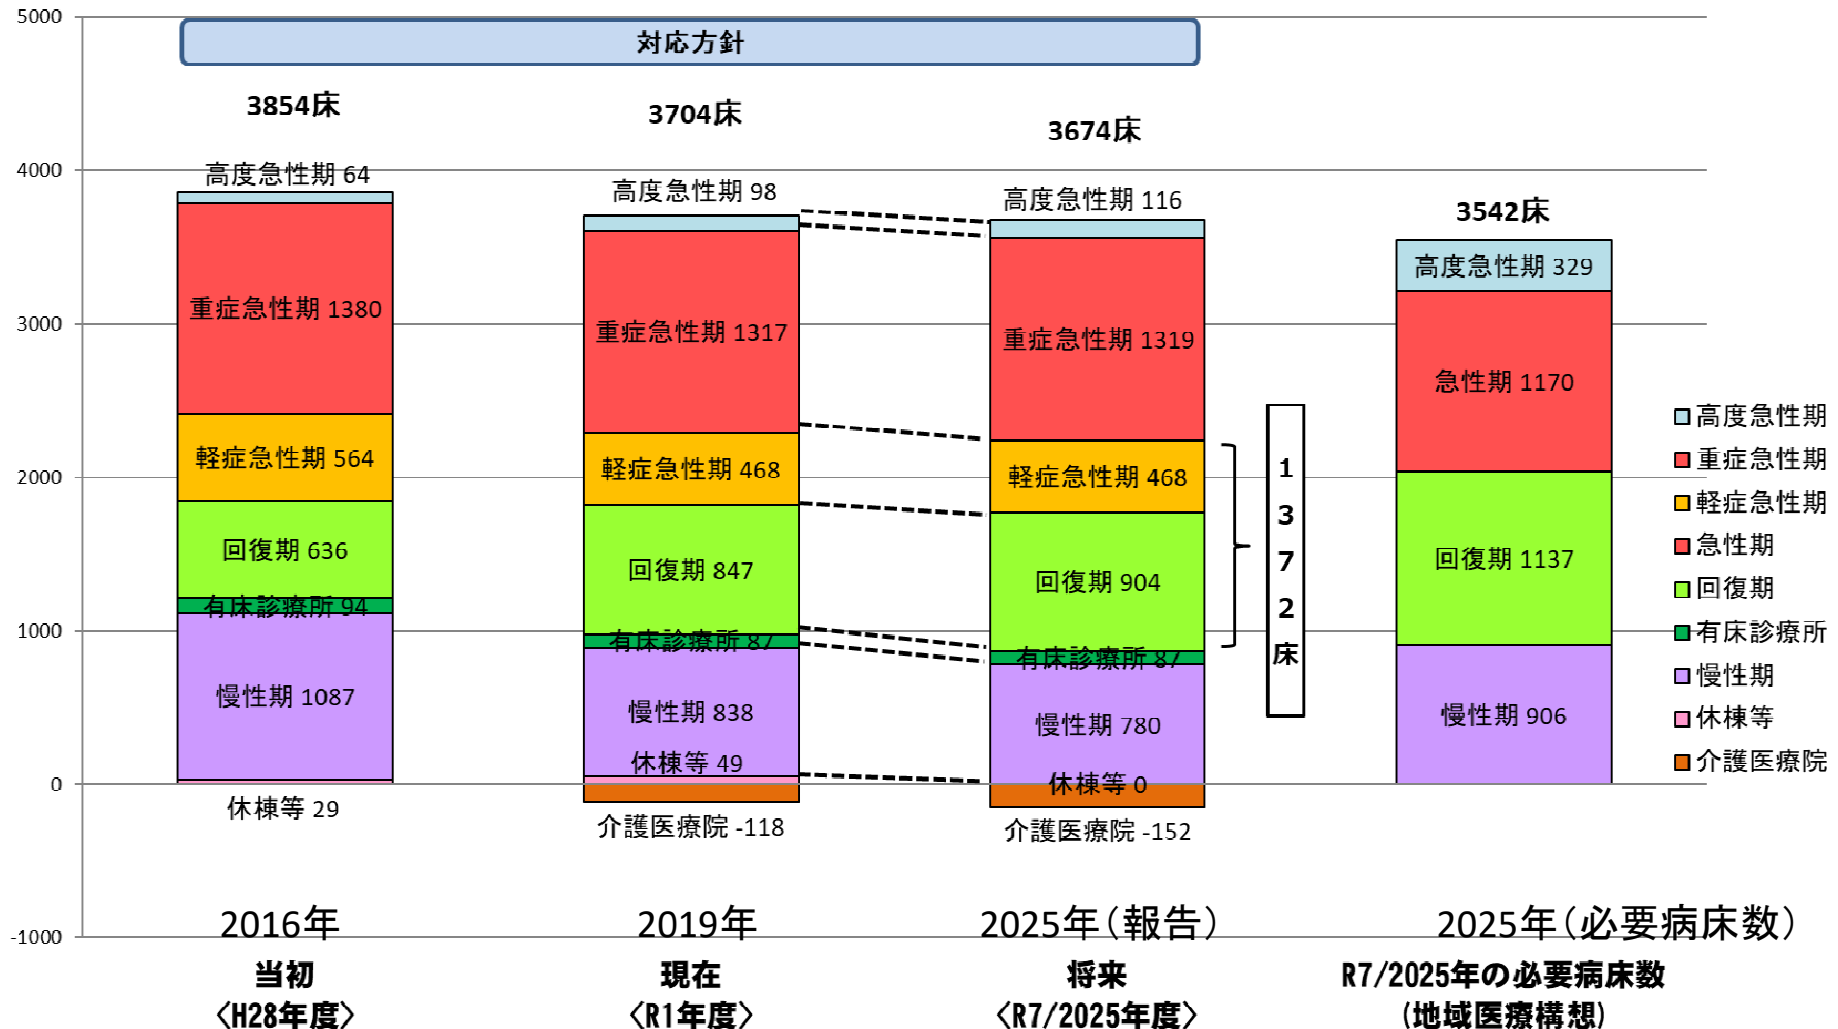 5000
4000
3000
2000
1000
0
-1000
対応方針
3854床
高度急性期 64
重症急性期 1380
軽症急性期 564
回復期 636
有床診療所 94
慢性期 1087
休棟等 29
3704床
高度急性期 98
重症急性期 1317
軽症急性期 468
回復期 847
有床診療所 87
慢性期 838
休棟等 49
介護医療院 -118
3674床
高度急性期 116
重症急性期 1319
軽症急性期 468
回復期 904
有床診療所 87
慢性期 780
休棟等 0
介護医療院 -152
1372床
3542床
高度急性期 329
急性期 1170
回復期 1137
慢性期 906
高度急性期
重症急性期
軽症急性期
急性期
回復期
有床診療所
慢性期
休棟等
介護医療院
2016年
当初
〈H28年度〉
2019年
現在
〈R1年度〉
2025年(報告)
将来
〈R7/2025年度〉
2025年(必要病床数)
R7/2025年の必要病床数
(地域医療構想)